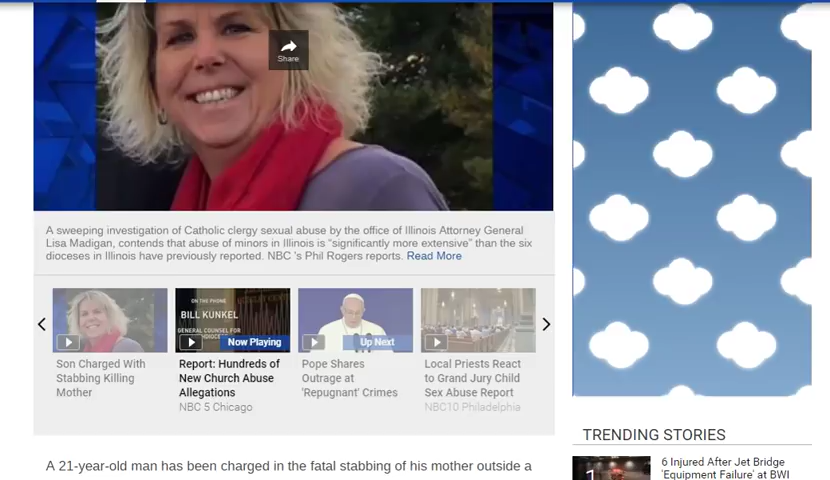 Share
A sweeping investigation of Catholic clergy sexual abuse by the office of Illinois Attorney General
Lisa Madigan, contends that abuse of minors in Illinois is “significantly more extensive” than the six
dioceses in Illinois have previously reported. NBC 's Phil Rogers reports. Read More
ON THE PHONE
BILL KUNKEL
GENERAL COUNSEL FOR
Now Playing
Up Next
Son Charged With
Stabbing Killing
Mother
Report: Hundreds of
New Church Abuse
Allegations
NBC 5 Chicago
Pope Shares
Outrage at
'Repugnant' Crimes
Local Priests React
to Grand Jury Child
Sex Abuse Report
NBC10 Philadelphia
A 21-year-old man has been charged in the fatal stabbing of his mother outside a
TRENDING STORIES
1
6 Injured After Jet Bridge
'Equipment Failure' at BWI